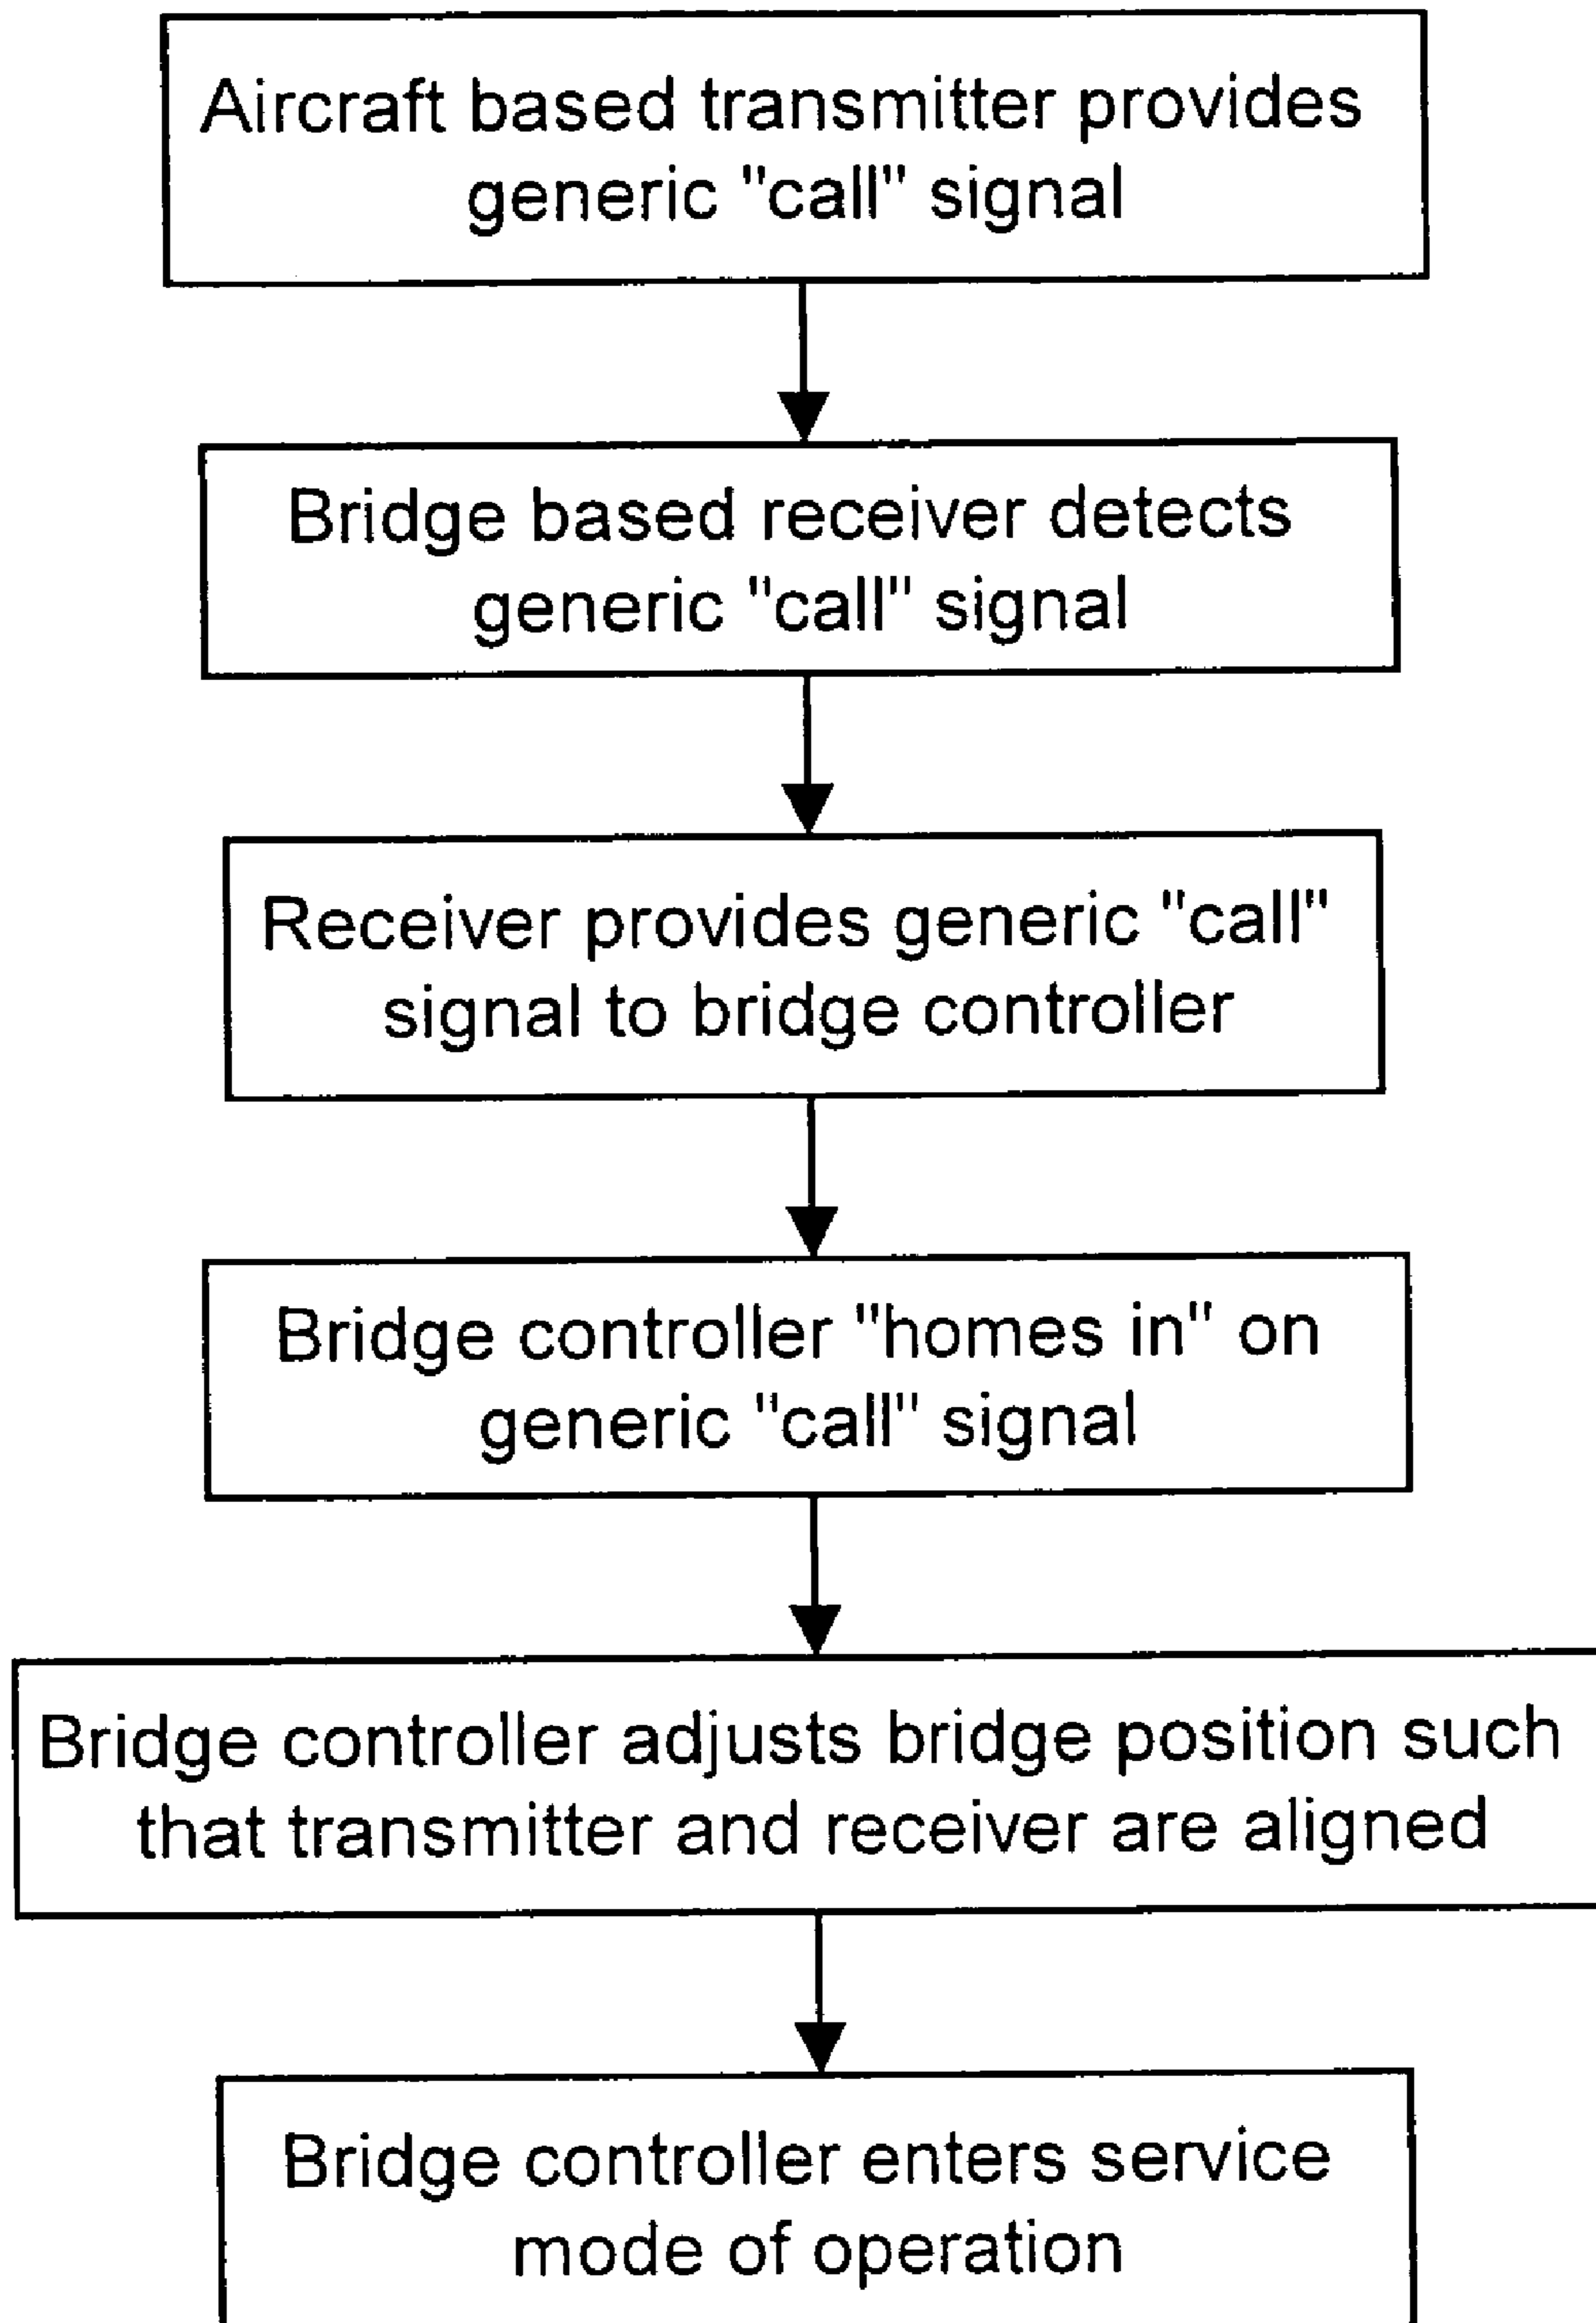 Aircraft based transmitter provides
generic "call" signal
Bridge based receiver detects
generic "call" signal
Receiver provides generic "call"
signal to bridge controller
Bridge controller "homes in" on
generic "call" signal
Bridge controller adjusts bridge position such
that transmitter and receiver are aligned
Bridge controller enters service
mode of operation